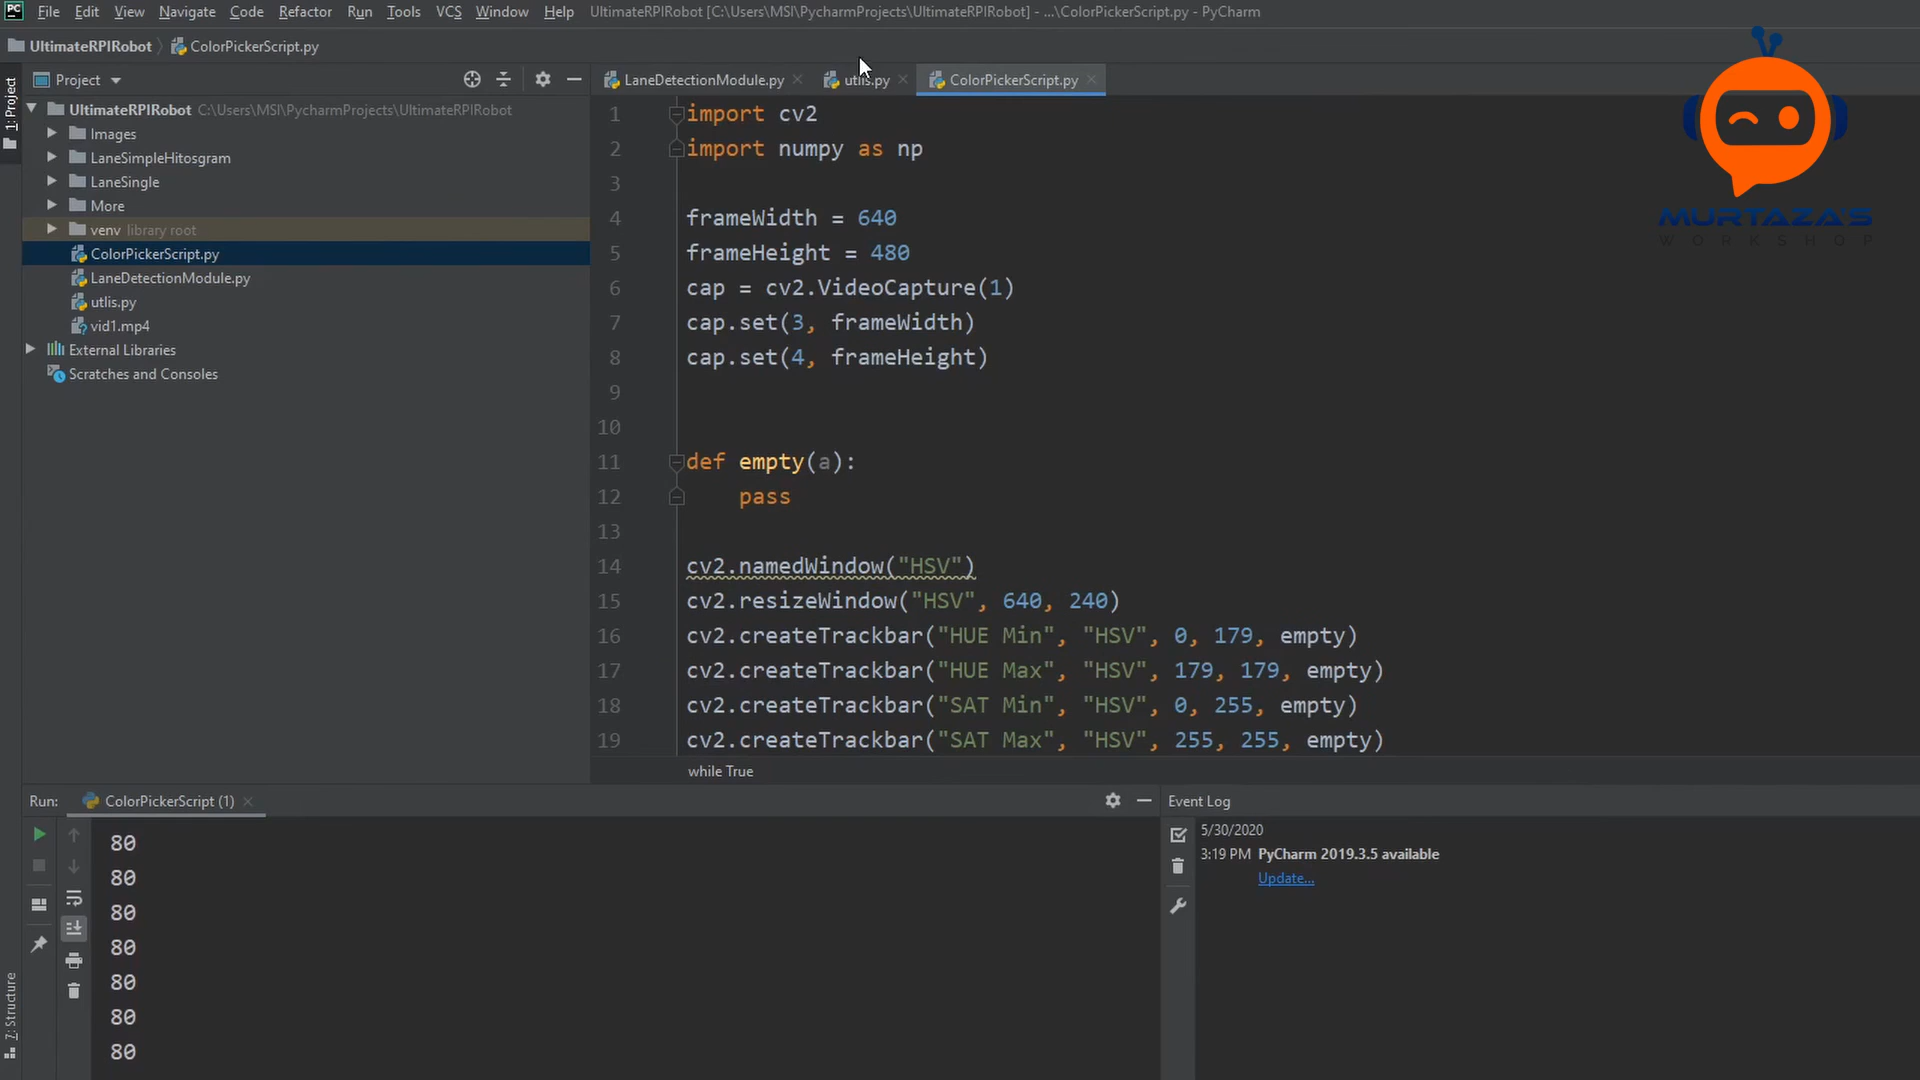 PC File Edit View Navigate Code Refactor Run Tools VCS Window Help UltimateRPIRobot [C:\Users\MSI\PycharmProjects\UltimateRPIRobot] - ...\ColorPickerScript.py - PyCharm
UltimateRPIRobot ColorPickerScript.py
1: Project
Project
UltimateRPIRobot C:\Users\MSI\PycharmProjects\UltimateRPIRobot
Images
LaneSimpleHitosgram
LaneSingle
More
venv library root
ColorPickerScript.py
LaneDetectionModule.py
utlis.py
vid1.mp4
External Libraries
Scratches and Consoles
LaneDetectionModule.py utlis.py ColorPickerScript.py
1 import cv2
2 import numpy as np
3
4 frameWidth = 640
5 frameHeight = 480
6 cap = cv2.VideoCapture(1)
7 cap.set(3, frameWidth)
8 cap.set(4, frameHeight)
9
10
11 def empty(a):
12 pass
13
14 cv2.namedWindow("HSV")
15 cv2.resizeWindow("HSV", 640, 240)
16 cv2.createTrackbar("HUE Min", "HSV", 0, 179, empty)
17 cv2.createTrackbar("HUE Max", "HSV", 179, 179, empty)
18 cv2.createTrackbar("SAT Min", "HSV", 0, 255, empty)
19 cv2.createTrackbar("SAT Max", "HSV", 255, 255, empty)
while True
MURTAZA'S
WORKSHOP
Run: ColorPickerScript (1)
80
80
80
80
80
80
80
7: Structure
Event Log
5/30/2020
3:19 PM PyCharm 2019.3.5 available
Update...